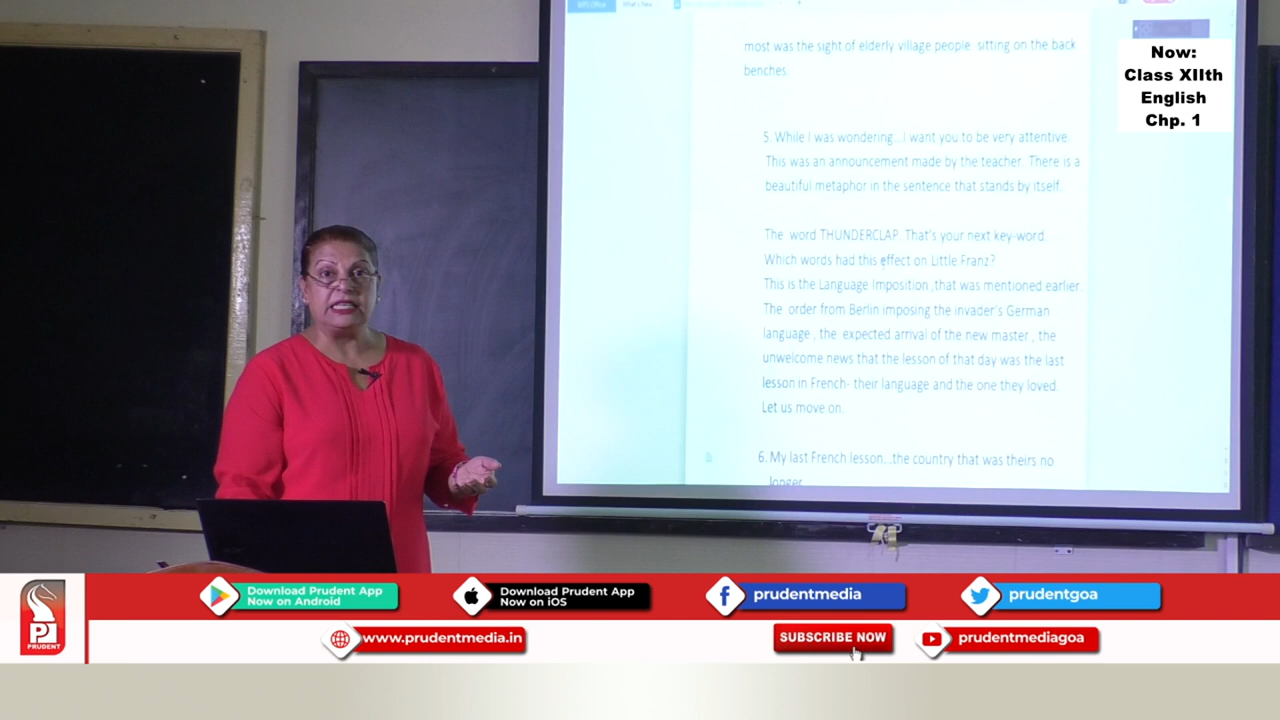 WPS Office
What's New
most was the sight of elderly village people sitting on the back
benches.
Now:
Class XIIth
English
Chp. 1
5. While I was wondering...I want you to be very attentive.
This was an announcement made by the teacher. There is a
beautiful metaphor in the sentence that stands by itself.
The word THUNDERCLAP. That's your next key-word.
Which words had this effect on Little Franz?
This is the Language Imposition ,that was mentioned earlier.
The order from Berlin imposing the invader's German
language , the expected arrival of the new master , the
unwelcome news that the lesson of that day was the last
lesson in French- their language and the one they loved.
Let us move on.
6. My last French lesson...the country that was theirs no
longer
PRUDENT
Download Prudent App
Now on Android
Download Prudent App
Now on iOS
prudentmedia
prudentgoa
www.prudentmedia.in
SUBSCRIBE NOW
prudentmediagoa